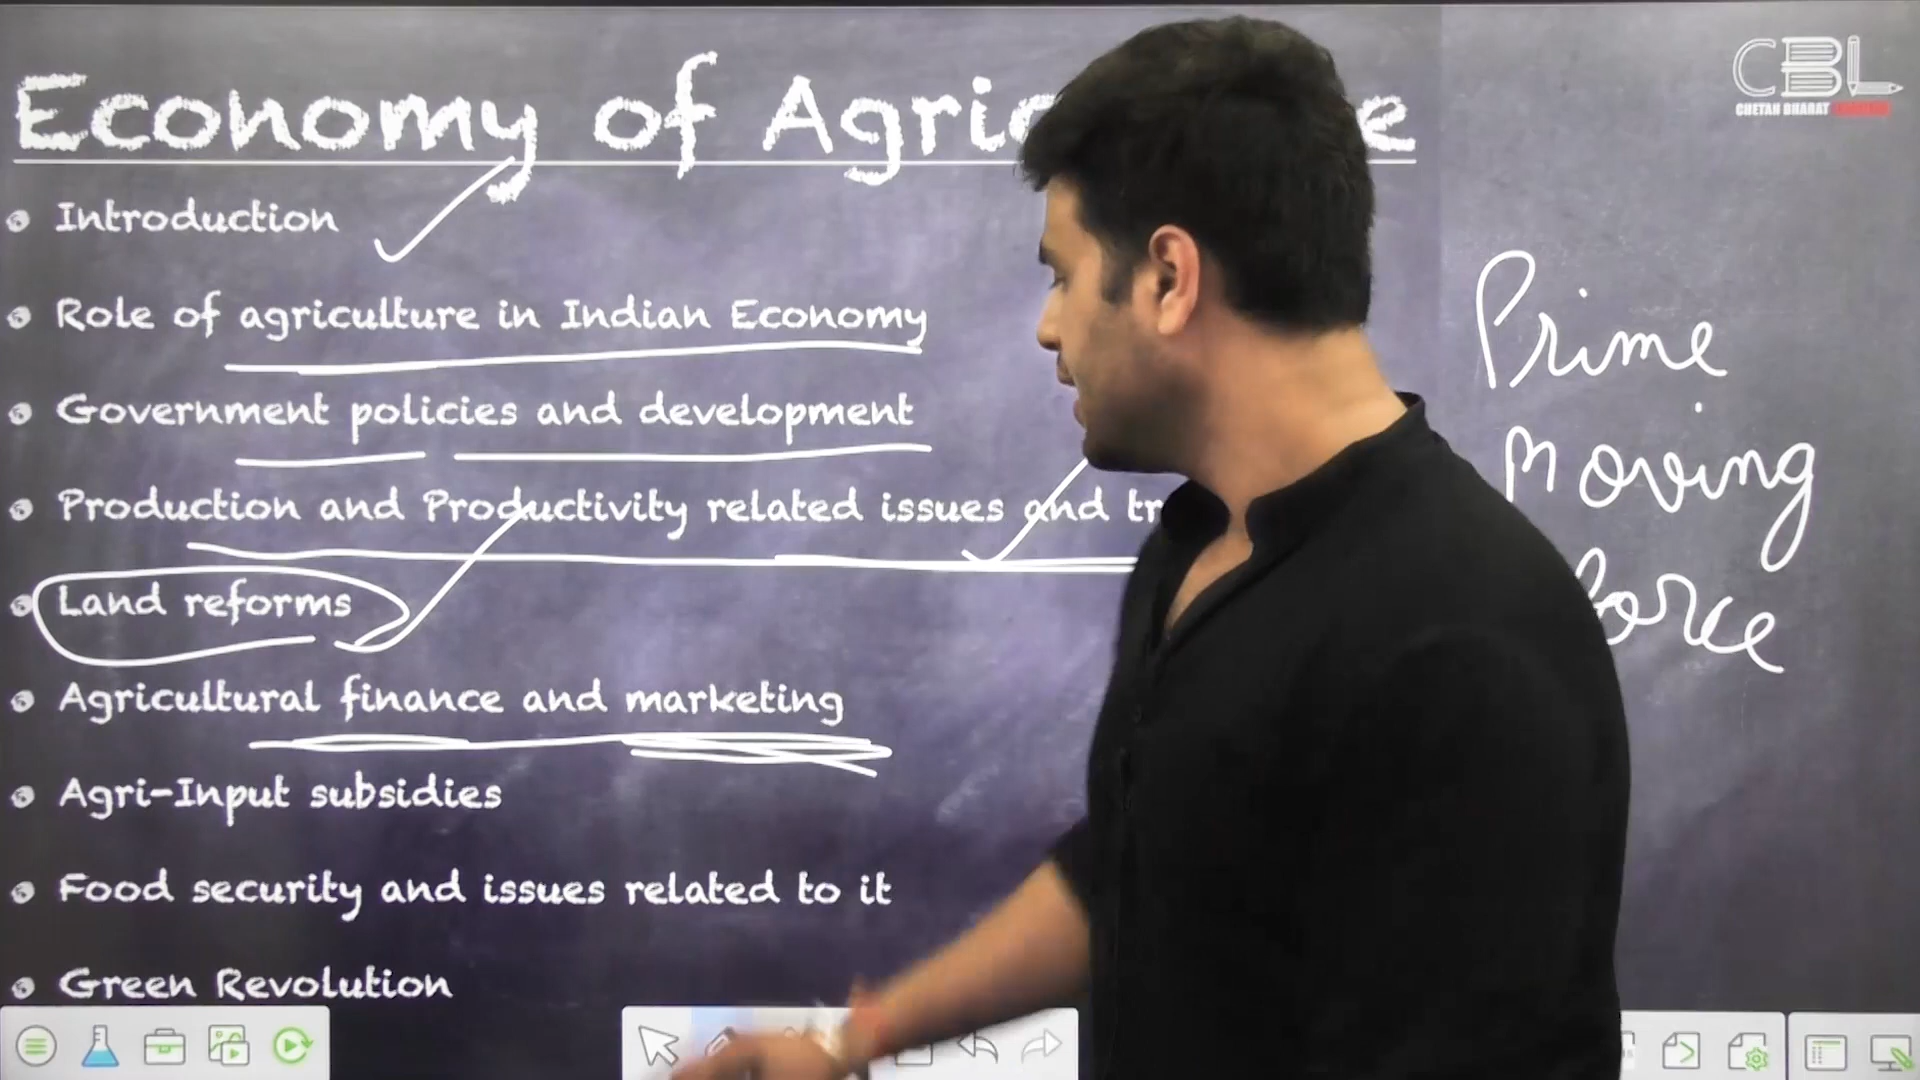 Economy of
CBL
CHETAN BHARAT
Introduction
Role of agriculture in Indian Economy
Government policies and development
Production and Productivity related issues and
Land reforms
Agricultural finance and marketing
Agri-Input subsidies
Food security and issues related to it
Green Revolution
Prime
Moving
force